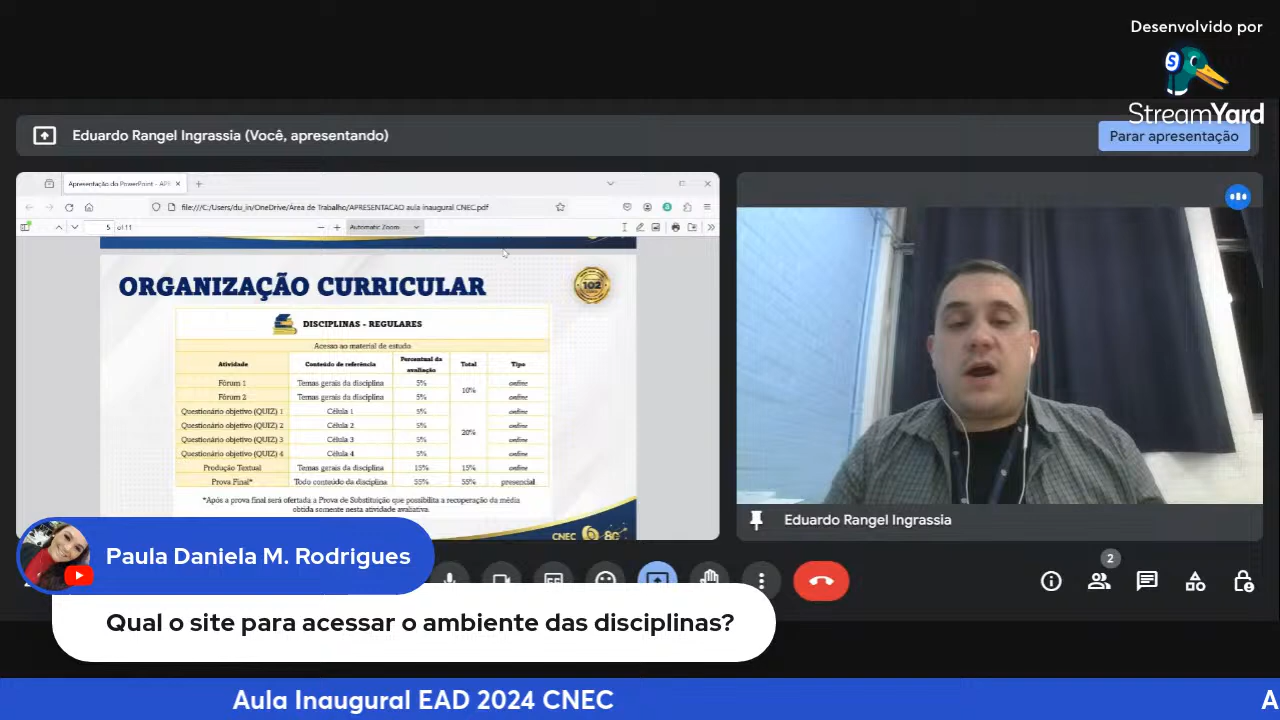 Desenvolvido por
StreamYard
Eduardo Rangel Ingrassia (Você, apresentando)
Parar apresentação
Apresentação do PowerPoint - AP
file:///C:/Users/du_in/OneDrive/Área de Trabalho/APRESENTACAO aula inaugural CNEC.pdf
5 of 11
Automatic Zoom
ORGANIZAÇÃO CURRICULAR
102
DISCIPLINAS - REGULARES
Acesso ao material de estudo
Atividade Conteúdo de referência Percentual da avaliação Total Tipo
Fórum 1 Temas gerais da disciplina 5% 10% online
Fórum 2 Temas gerais da disciplina 5% online
Questionário objetivo (QUIZ) 1 Célula 1 5% 20% online
Questionário objetivo (QUIZ) 2 Célula 2 5% online
Questionário objetivo (QUIZ) 3 Célula 3 5% online
Questionário objetivo (QUIZ) 4 Célula 4 5% online
Produção Textual Temas gerais da disciplina 15% 15% online
Prova Final* Todo conteúdo da disciplina 55% 55% presencial
*Após a prova final será ofertada a Prova de Substituição que possibilita a recuperação da média
obtida somente nesta atividade avaliativa.
CNEC 80
Eduardo Rangel Ingrassia
2
Paula Daniela M. Rodrigues
Qual o site para acessar o ambiente das disciplinas?
Aula Inaugural EAD 2024 CNEC
A